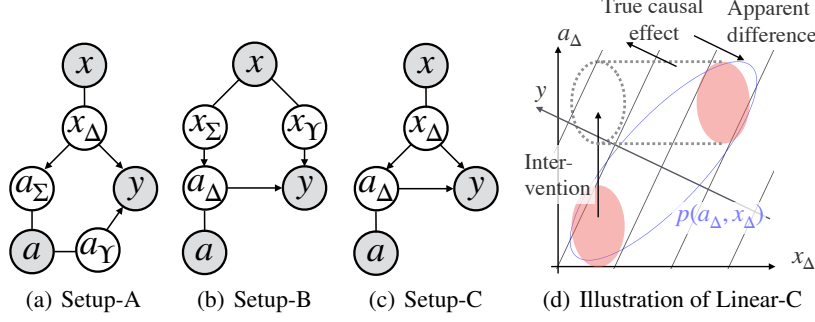 x
x_Δ
a_Σ
y
a
a_Υ
(a) Setup-A
x
x_Σ
x_Υ
a_Δ
y
a
(b) Setup-B
x
x_Δ
a_Δ
y
a
(c) Setup-C
True causal
effect
Apparent
difference
a_Δ
y
Inter-
vention
p(a_Δ, x_Δ)
x_Δ
(d) Illustration of Linear-C